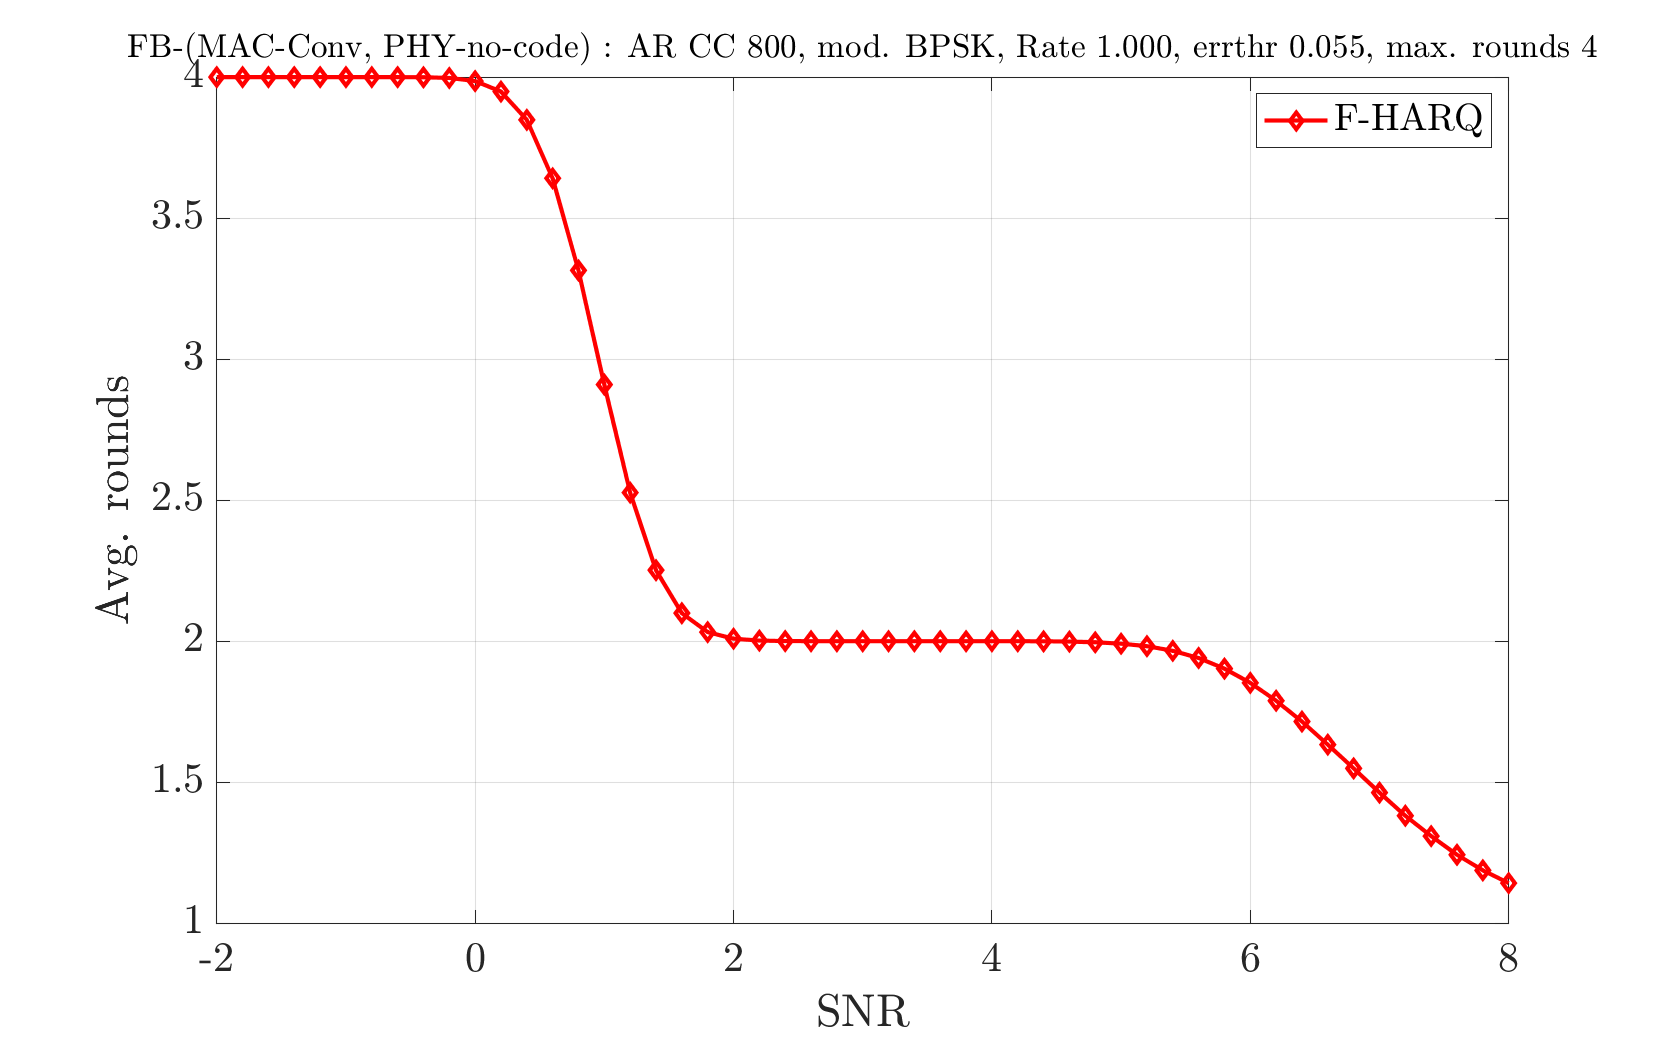 FB-(MAC-Conv, PHY-no-code) : AR CC 800, mod. BPSK, Rate 1.000, errthr 0.055, max. rounds 4
F-HARQ
4
3.5
3
2.5
2
1.5
1
Avg. rounds
-2 0 2 4 6 8
SNR